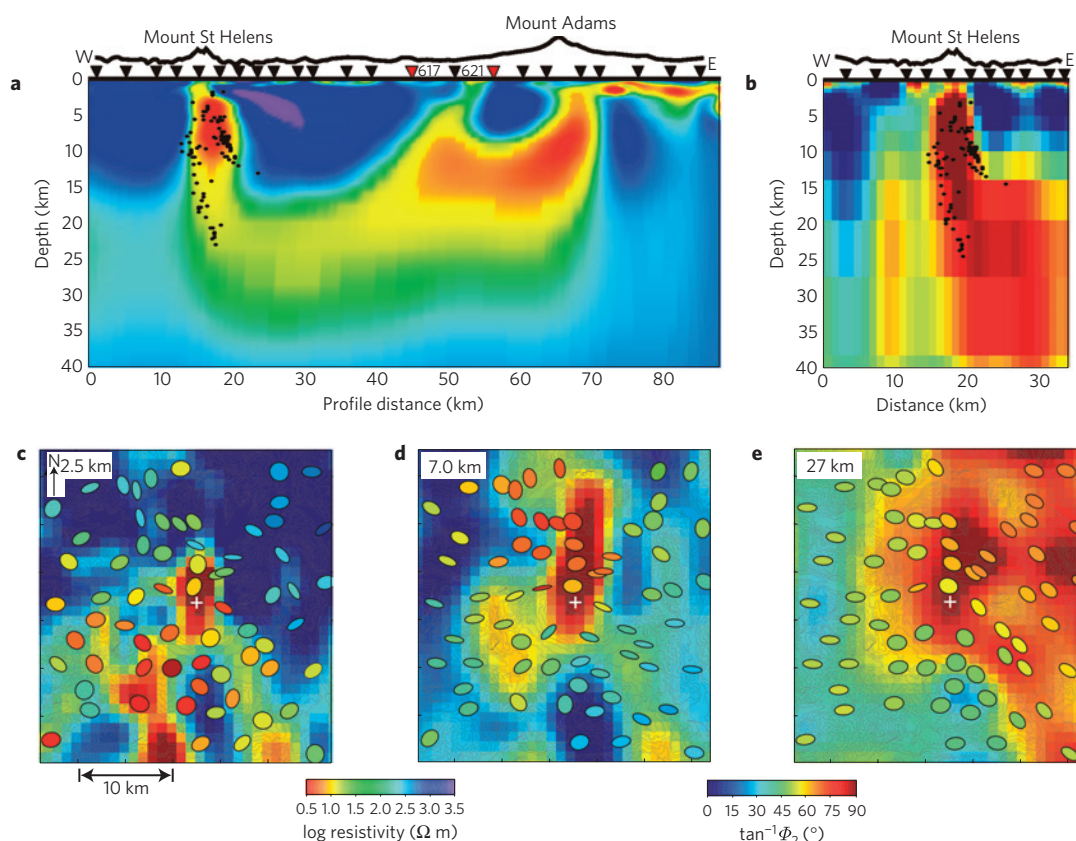 Mount Adams
Mount St Helens
Mount St Helens
W
E
W
E
a
617
621
b
0
5
10
15
20
25
30
35
40
Depth (km)
0
10
20
30
40
50
60
70
80
Profile distance (km)
0
5
10
15
20
25
30
35
40
Depth (km)
0
10
20
30
Distance (km)
c
N
2.5 km
d
7.0 km
e
27 km
10 km
0.5 1.0 1.5 2.0 2.5 3.0 3.5
log resistivity (Ω m)
0 15 30 45 60 75 90
tan⁻¹Φ₂ (°)